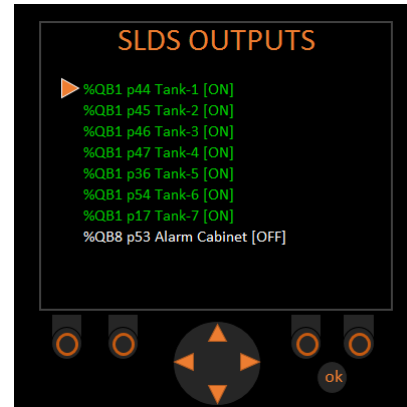 SLDS OUTPUTS
%QB1 p44 Tank-1 [ON]
%QB1 p45 Tank-2 [ON]
%QB1 p46 Tank-3 [ON]
%QB1 p47 Tank-4 [ON]
%QB1 p36 Tank-5 [ON]
%QB1 p54 Tank-6 [ON]
%QB1 p17 Tank-7 [ON]
%QB8 p53 Alarm Cabinet [OFF]
ok